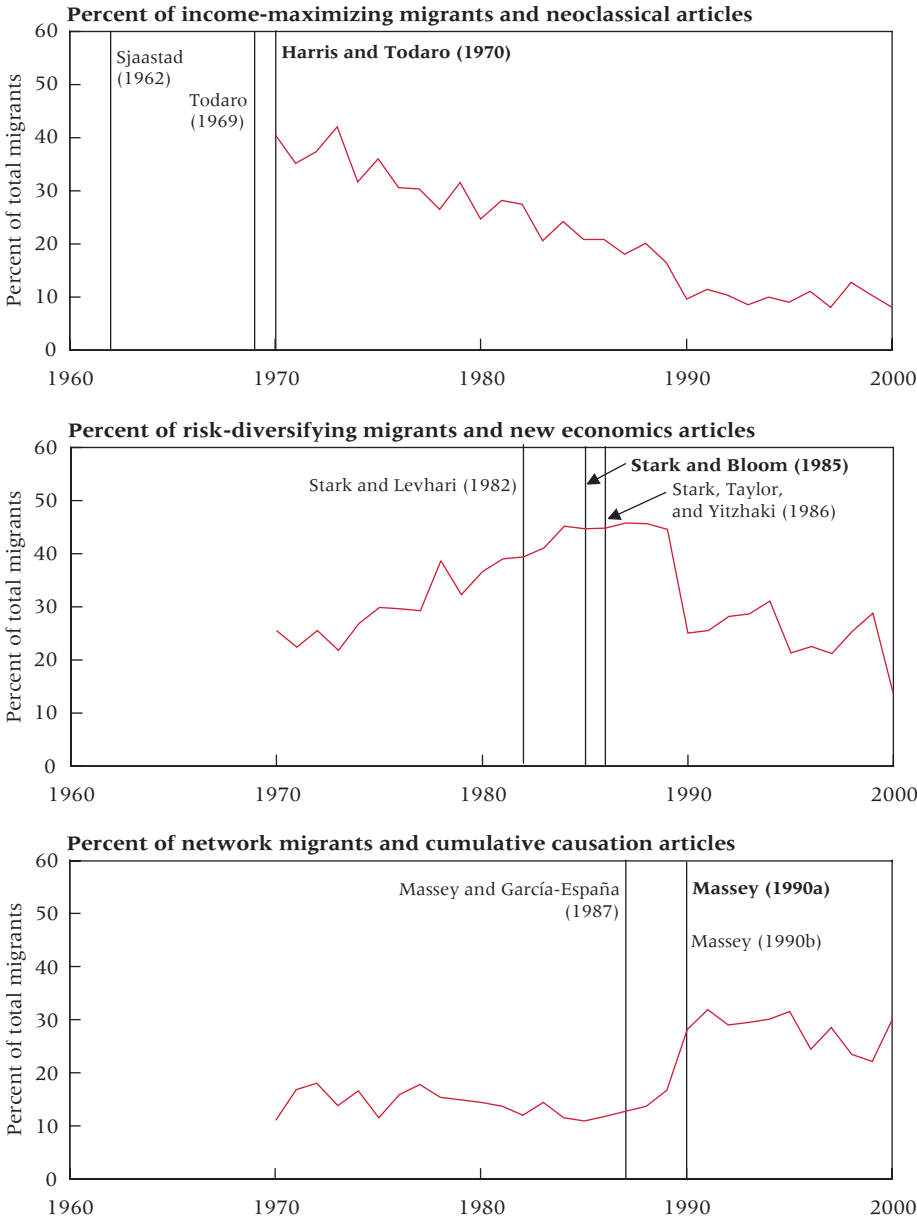 Percent of income-maximizing migrants and neoclassical articles
Percent of total migrants
60
50
40
30
20
10
0
Sjaastad
(1962)
Todaro
(1969)
Harris and Todaro (1970)
1960
1970
1980
1990
2000
Percent of risk-diversifying migrants and new economics articles
Percent of total migrants
60
50
40
30
20
10
0
Stark and Levhari (1982)
Stark and Bloom (1985)
Stark, Taylor,
and Yitzhaki (1986)
1960
1970
1980
1990
2000
Percent of network migrants and cumulative causation articles
Percent of total migrants
60
50
40
30
20
10
0
Massey and García-España
(1987)
Massey (1990a)
Massey (1990b)
1960
1970
1980
1990
2000